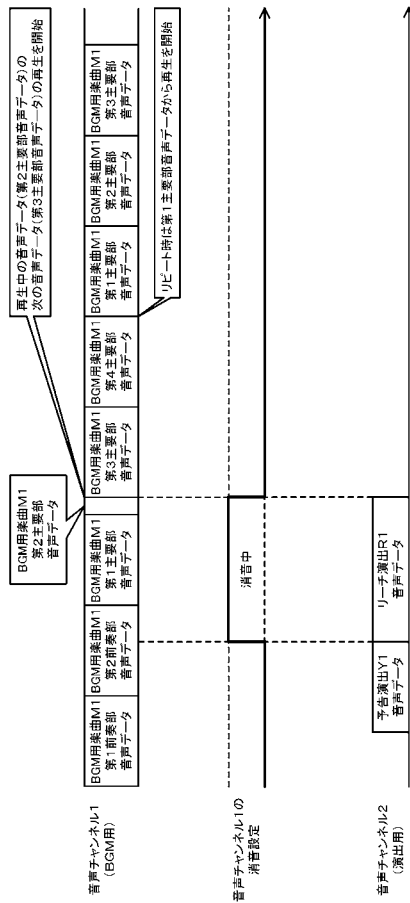 再生中の音声データ(第2主要部音声データ)の
次の音声データ(第3主要部音声データ)の再生を開始
BGM用楽曲M1
第2主要部
音声データ
音声チャンネル1
(BGM用)
BGM用楽曲M1
第1前奏部
音声データ
BGM用楽曲M1
第2前奏部
音声データ
BGM用楽曲M1
第1主要部
音声データ
BGM用楽曲M1
第3主要部
音声データ
BGM用楽曲M1
第4主要部
音声データ
BGM用楽曲M1
第1主要部
音声データ
BGM用楽曲M1
第2主要部
音声データ
BGM用楽曲M1
第3主要部
音声データ
リピート時は第1主要部音声データから再生を開始
音声チャンネル1の
消音設定
消音中
音声チャンネル2
(演出用)
予告演出Y1
音声データ
リーチ演出R1
音声データ